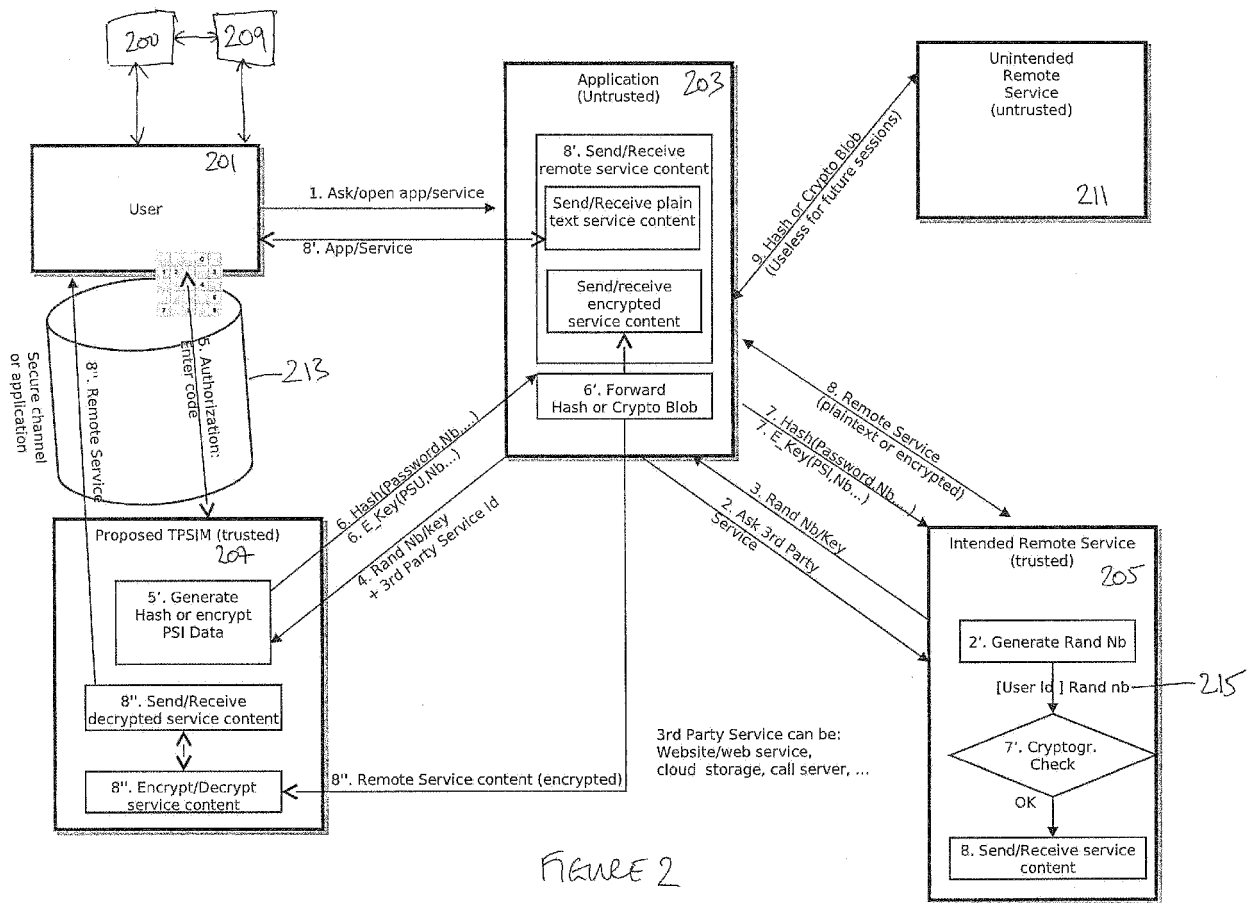 200
209
201
User
1. Ask/open app/service
8'. App/Service
Application
(Untrusted)
203
8'. Send/Receive
remote service content
Send/Receive plain
text service content
Send/receive
encrypted
service content
6'. Forward
Hash or Crypto Blob
Unintended
Remote
Service
(untrusted)
211
9. Hash or Crypto Blob
(Useless for future sessions)
Secure channel
or application
8". Remote Service
5. Authorization:
Enter code
213
6. Hash(Password,Nb,....)
6. E_Key(PSU,Nb...)
4. Rand Nb/key
+ 3rd Party Service Id
8. Remote Service
(plaintext or encrypted)
7. Hash(Password,Nb,....)
7. E_Key(PSI,Nb...)
3. Rand Nb/Key
2. Ask 3rd Party
Service
Proposed TPSIM (trusted)
207
5'. Generate
Hash or encrypt
PSI Data
8". Send/Receive
decrypted service content
8". Encrypt/Decrypt
service content
8". Remote Service content (encrypted)
3rd Party Service can be:
Website/web service,
cloud storage, call server, ...
Intended Remote Service
(trusted)
205
2'. Generate Rand Nb
[User Id ] Rand nb
215
7'. Cryptogr.
Check
OK
8. Send/Receive service
content
FIGURE 2